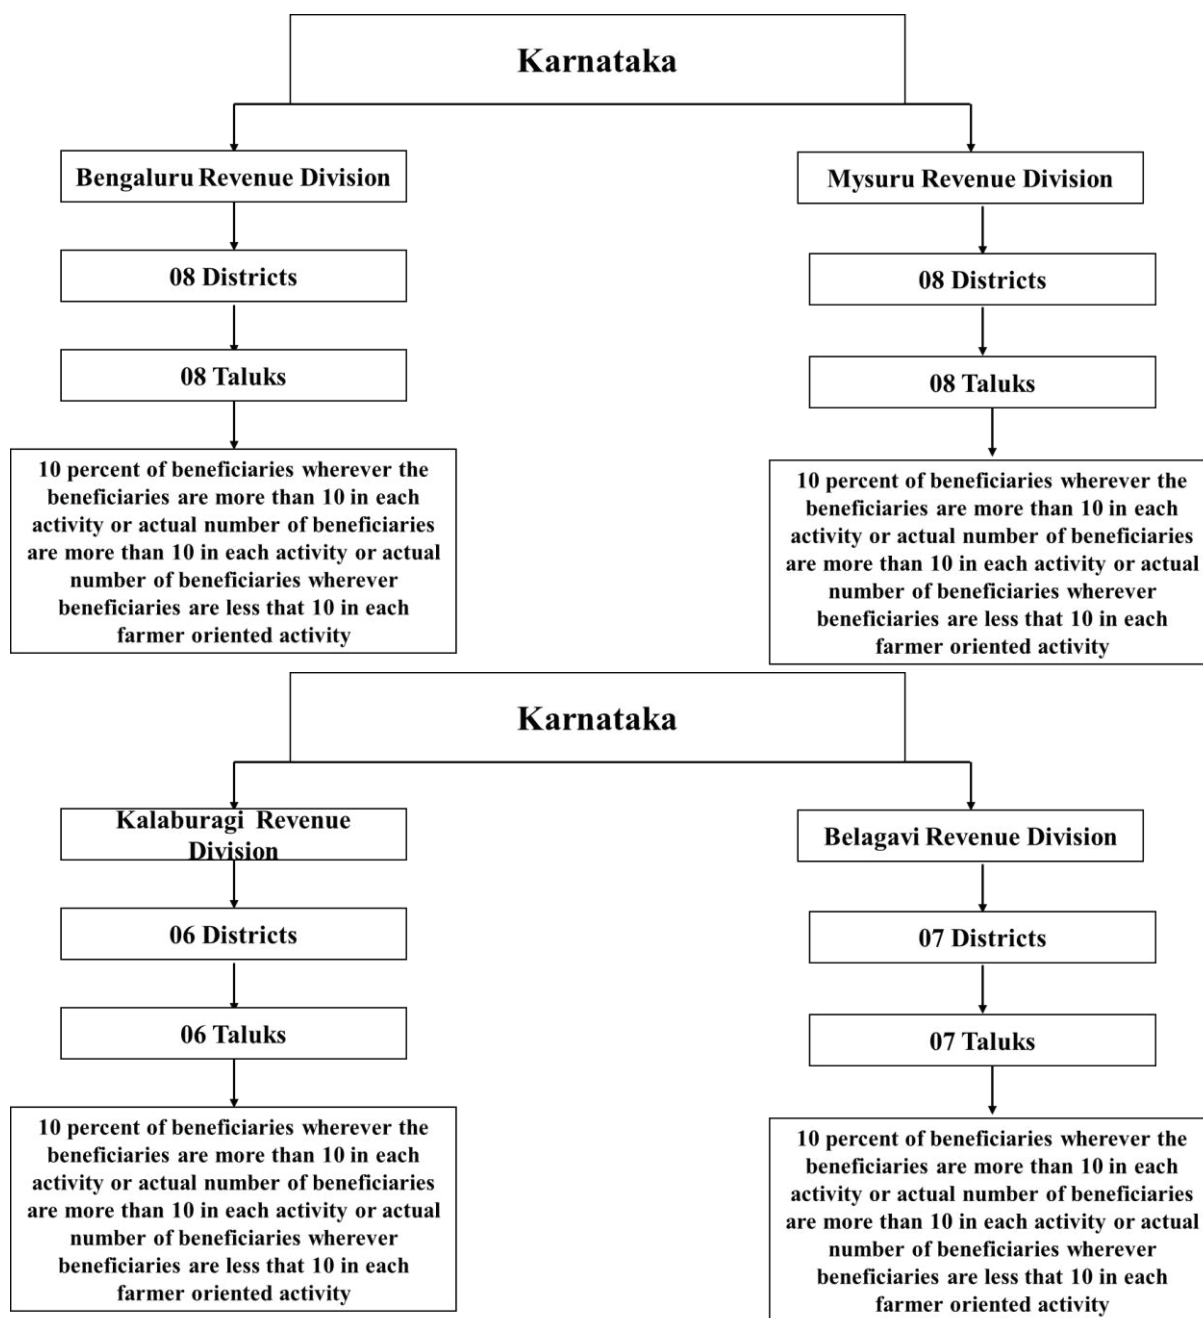 Karnataka
Bengaluru Revenue Division
08 Districts
08 Taluks
10 percent of beneficiaries wherever the
beneficiaries are more than 10 in each
activity or actual number of beneficiaries
are more than 10 in each activity or actual
number of beneficiaries wherever
beneficiaries are less that 10 in each
farmer oriented activity
Mysuru Revenue Division
08 Districts
08 Taluks
10 percent of beneficiaries wherever the
beneficiaries are more than 10 in each
activity or actual number of beneficiaries
are more than 10 in each activity or actual
number of beneficiaries wherever
beneficiaries are less that 10 in each
farmer oriented activity
Karnataka
Kalaburagi Revenue
Division
06 Districts
06 Taluks
10 percent of beneficiaries wherever the
beneficiaries are more than 10 in each
activity or actual number of beneficiaries
are more than 10 in each activity or actual
number of beneficiaries wherever
beneficiaries are less that 10 in each
farmer oriented activity
Belagavi Revenue Division
07 Districts
07 Taluks
10 percent of beneficiaries wherever the
beneficiaries are more than 10 in each
activity or actual number of beneficiaries
are more than 10 in each activity or actual
number of beneficiaries wherever
beneficiaries are less that 10 in each
farmer oriented activity